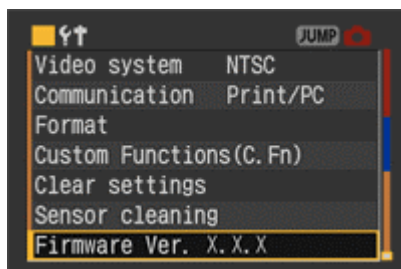 JUMP
Video system NTSC
Communication Print/PC
Format
Custom Functions(C.Fn)
Clear settings
Sensor cleaning
Firmware Ver. X.X.X